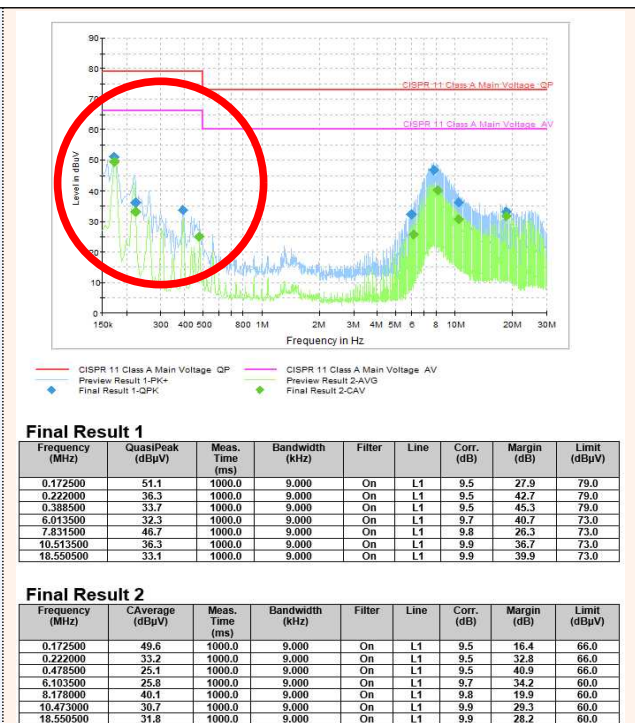 90
80
CISPR 11 Class A Main Voltage QP
70
CISPR 11 Class A Main Voltage AV
60
50
Level in dBuV
40
30
20
10
0
150k 300 400 500 800 1M 2M 3M 4M 5M 6 8 10M 20M 30M
Frequency in Hz
CISPR 11 Class A Main Voltage QP CISPR 11 Class A Main Voltage AV
Preview Result 1-PK+ Preview Result 2-AVG
Final Result 1-QPK Final Result 2-CAV
Final Result 1
Frequency (MHz) QuasiPeak (dBµV) Meas. Time (ms) Bandwidth (kHz) Filter Line Corr. (dB) Margin (dB) Limit (dBµV)
0.172500 51.1 1000.0 9.000 On L1 9.5 27.9 79.0
0.222000 36.3 1000.0 9.000 On L1 9.5 42.7 79.0
0.388500 33.7 1000.0 9.000 On L1 9.5 45.3 79.0
6.013500 32.3 1000.0 9.000 On L1 9.7 40.7 73.0
7.831500 46.7 1000.0 9.000 On L1 9.8 26.3 73.0
10.513500 36.3 1000.0 9.000 On L1 9.9 36.7 73.0
18.550500 33.1 1000.0 9.000 On L1 9.9 39.9 73.0
Final Result 2
Frequency (MHz) CAverage (dBµV) Meas. Time (ms) Bandwidth (kHz) Filter Line Corr. (dB) Margin (dB) Limit (dBµV)
0.172500 49.6 1000.0 9.000 On L1 9.5 16.4 66.0
0.222000 33.2 1000.0 9.000 On L1 9.5 32.8 66.0
0.478500 25.1 1000.0 9.000 On L1 9.5 40.9 66.0
6.103500 25.8 1000.0 9.000 On L1 9.7 34.2 60.0
8.178000 40.1 1000.0 9.000 On L1 9.8 19.9 60.0
10.473000 30.7 1000.0 9.000 On L1 9.9 29.3 60.0
18.550500 31.8 1000.0 9.000 On L1 9.9 28.2 60.0